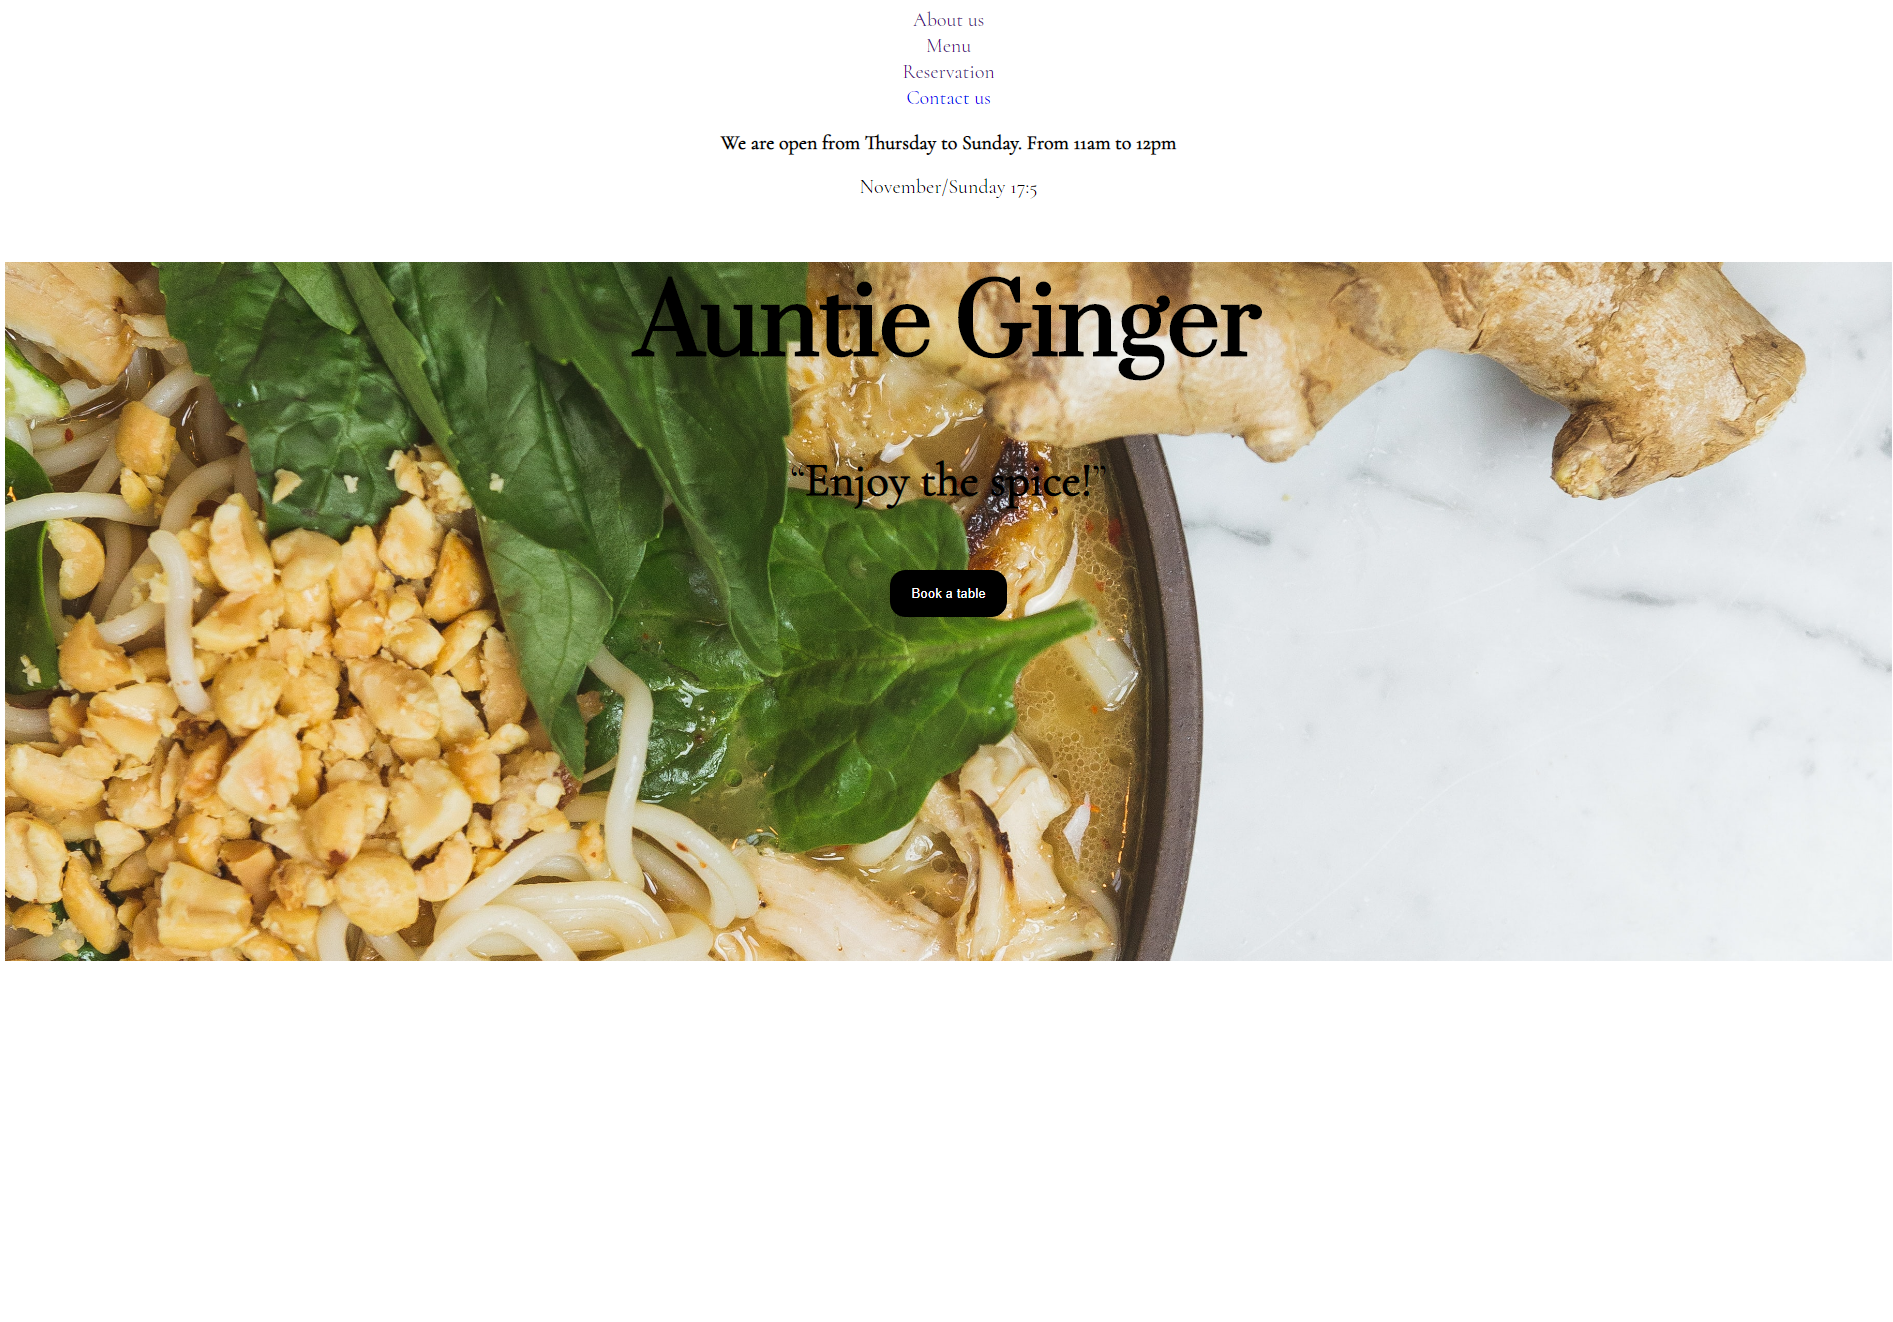 About us
Menu
Reservation
Contact us
We are open from Thursday to Sunday. From 11am to 12pm
November/Sunday 17:5
Auntie Ginger
“Enjoy the spice!”
Book a table